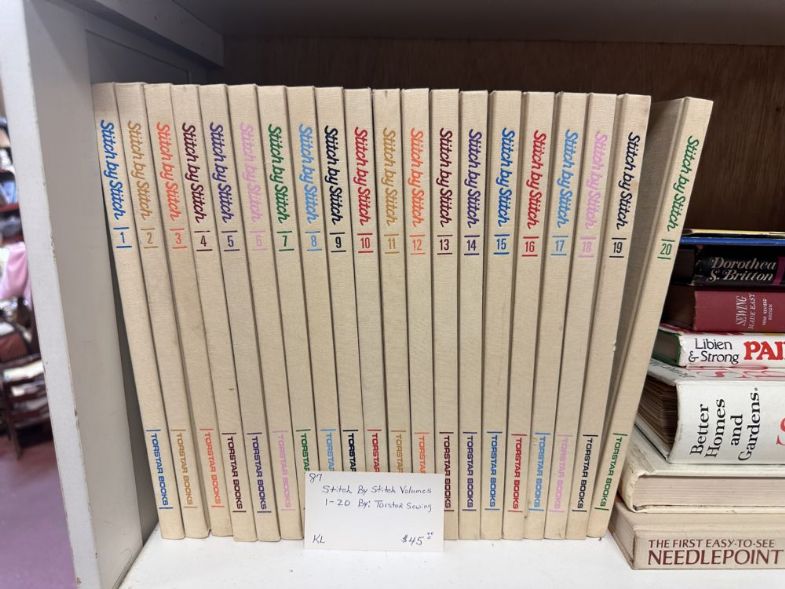 Stitch by Stitch 1 TORSTAR BOOKS
Stitch by Stitch 2 TORSTAR BOOKS
Stitch by Stitch 3 TORSTAR BOOKS
Stitch by Stitch 4 TORSTAR BOOKS
Stitch by Stitch 5 TORSTAR BOOKS
Stitch by Stitch 6 TORSTAR BOOKS
Stitch by Stitch 7 TORSTAR
Stitch by Stitch 8 TORSTAR
Stitch by Stitch 9 TORSTAR
Stitch by Stitch 10 TORSTAR
Stitch by Stitch 11 TORSTAR
Stitch by Stitch 12 TORSTAR
Stitch by Stitch 13 TORSTAR BOOKS
Stitch by Stitch 14 TORSTAR BOOKS
Stitch by Stitch 15 TORSTAR BOOKS
Stitch by Stitch 16 TORSTAR BOOKS
Stitch by Stitch 17 TORSTAR BOOKS
Stitch by Stitch 18 TORSTAR BOOKS
Stitch by Stitch 19 TORSTAR BOOKS
Stitch by Stitch 20 TORSTAR BOOKS
87
Stitch By Stitch Volumes
1-20 By: Torstar Sewing
KL $45
Dorothea
S. Britton
SEWING
MADE EASY
Libien
& Strong PAI
Better
Homes
and
Gardens
THE FIRST EASY-TO-SEE
NEEDLEPOINT